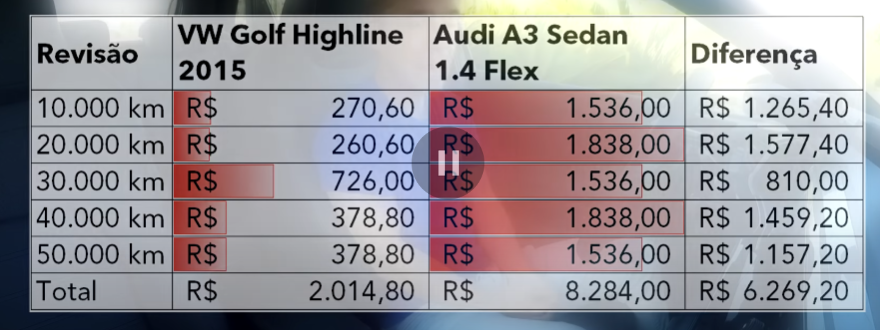 Revisão VW Golf Highline 2015 Audi A3 Sedan 1.4 Flex Diferença
10.000 km R$ 270,60 R$ 1.536,00 R$ 1.265,40
20.000 km R$ 260,60 R$ 1.838,00 R$ 1.577,40
30.000 km R$ 726,00 R$ 1.536,00 R$ 810,00
40.000 km R$ 378,80 R$ 1.838,00 R$ 1.459,20
50.000 km R$ 378,80 R$ 1.536,00 R$ 1.157,20
Total R$ 2.014,80 R$ 8.284,00 R$ 6.269,20